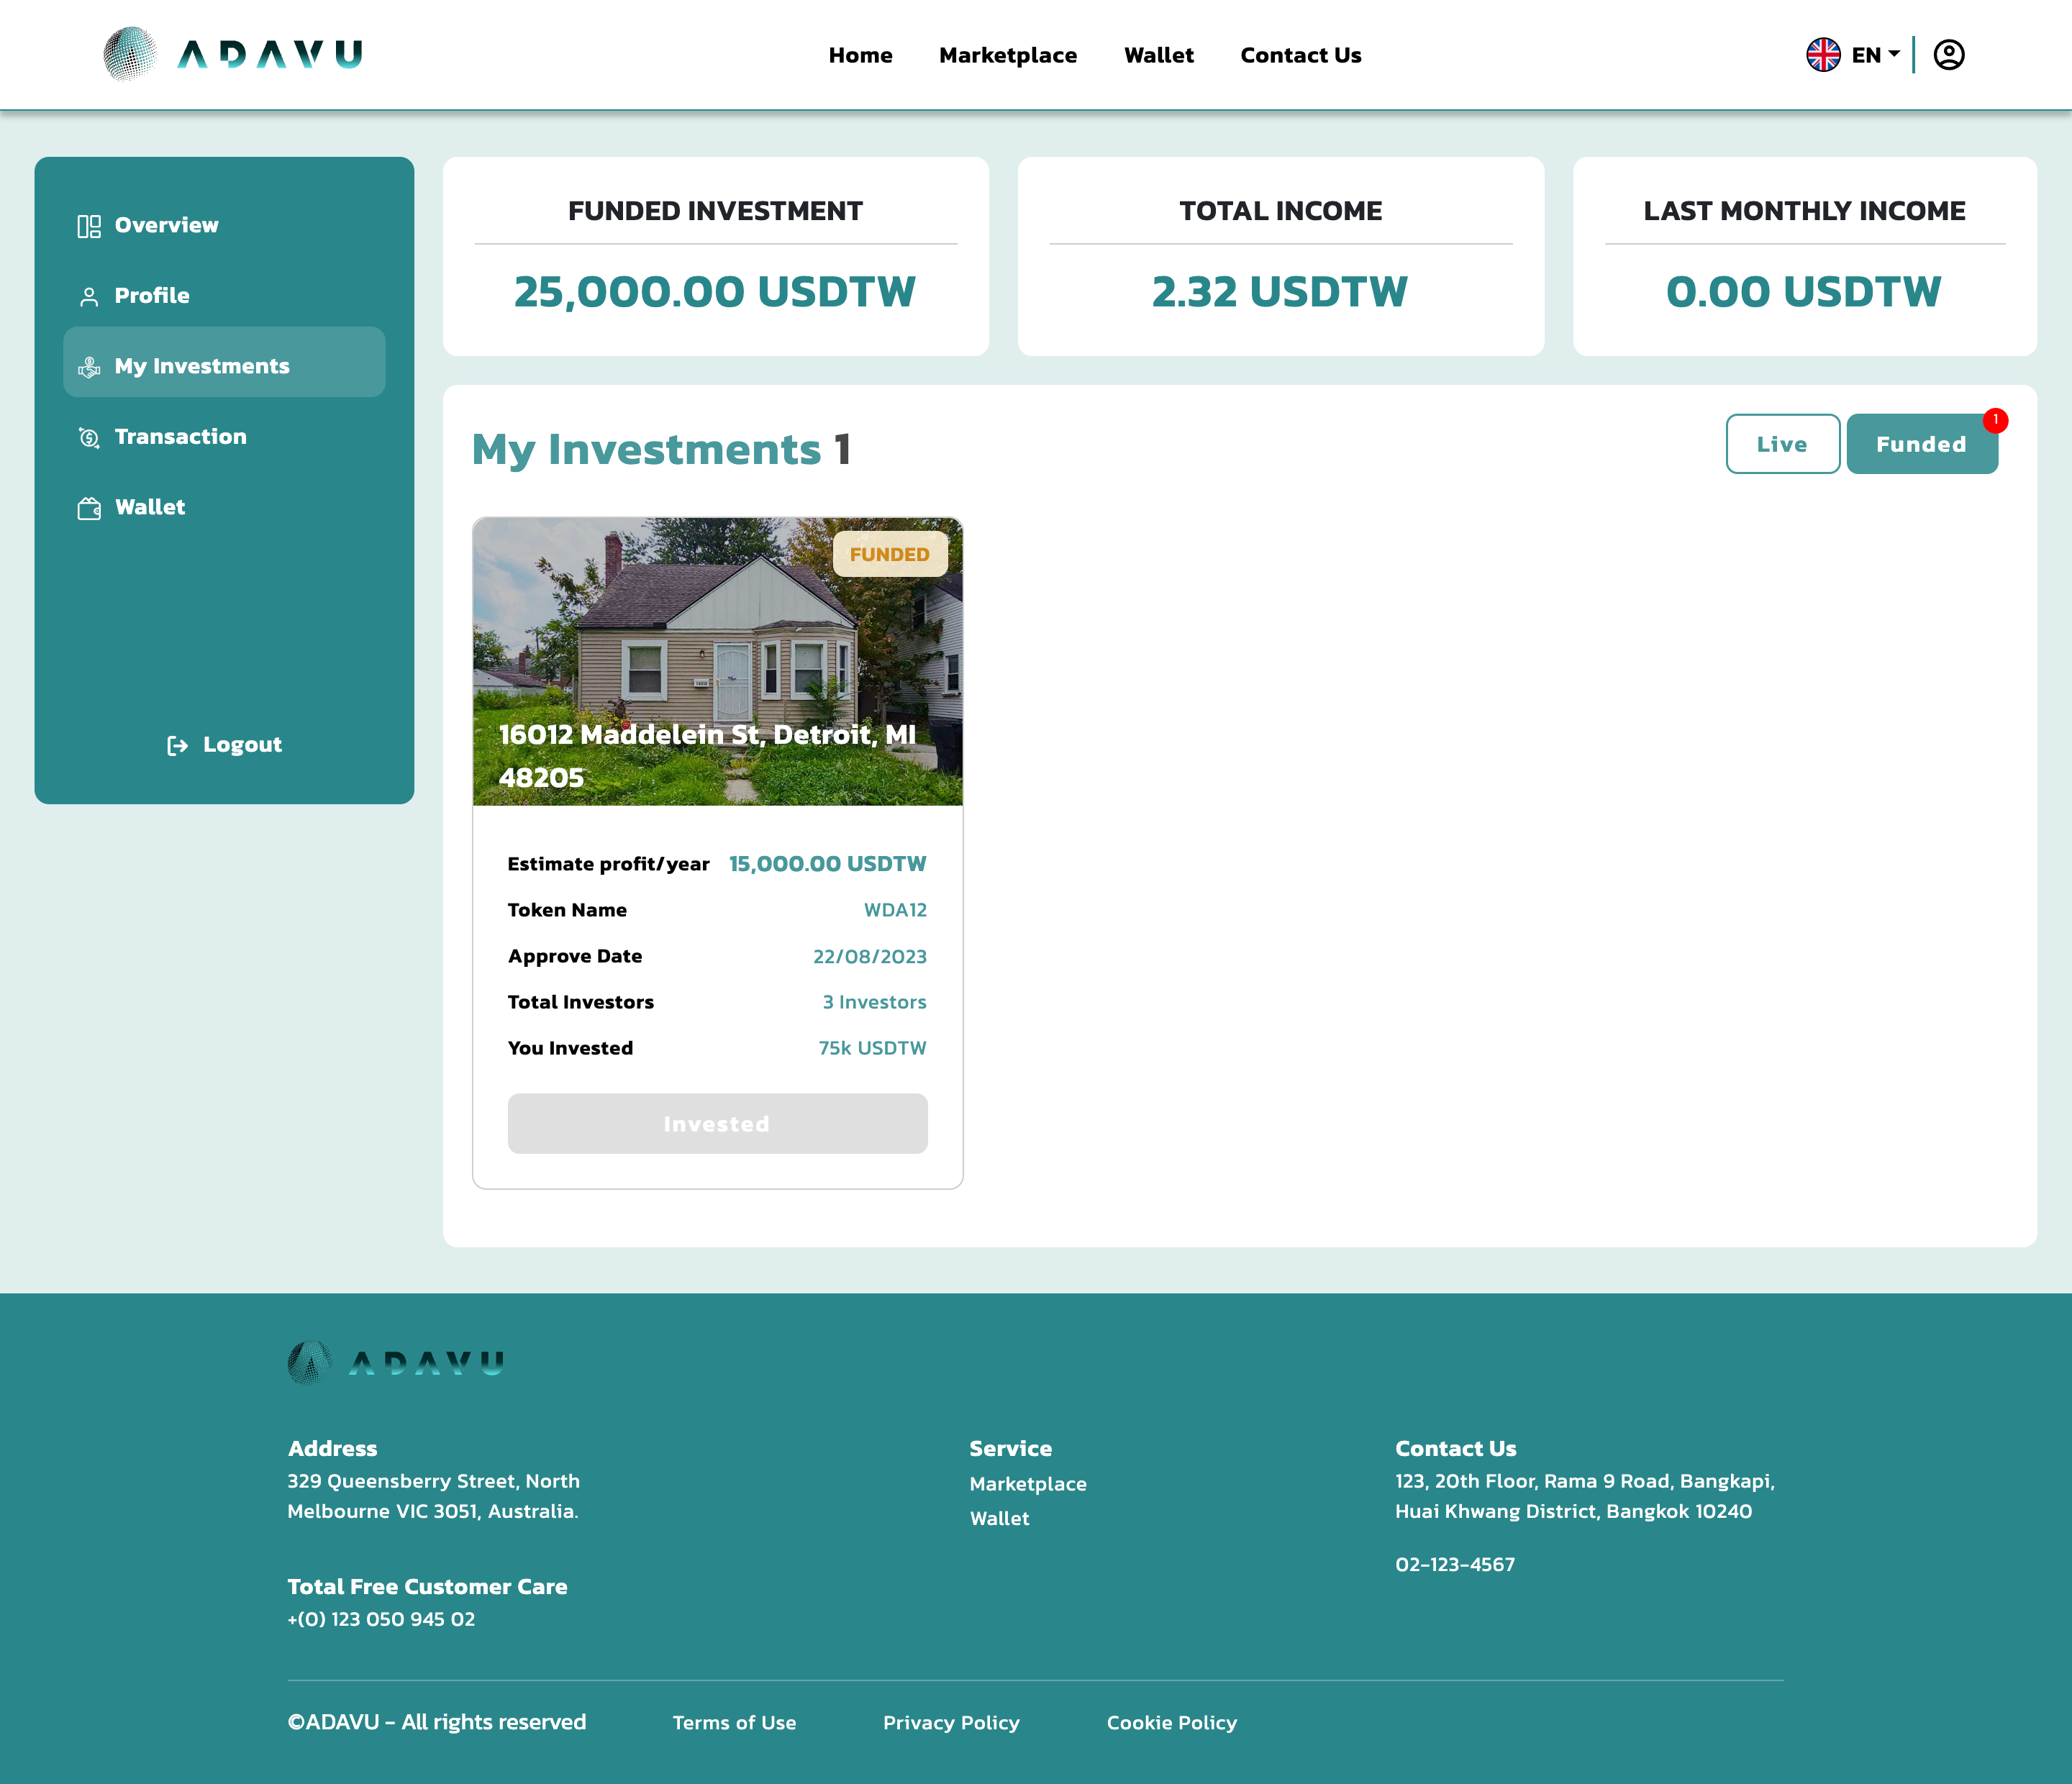 ADAVU
Home
Marketplace
Wallet
Contact Us
EN
Overview
Profile
My Investments
Transaction
Wallet
Logout
FUNDED INVESTMENT
25,000.00 USDTW
TOTAL INCOME
2.32 USDTW
LAST MONTHLY INCOME
0.00 USDTW
My Investments 1
Live
Funded
1
FUNDED
16012 Maddelein St, Detroit, MI
48205
Estimate profit/year 15,000.00 USDTW
Token Name WDA12
Approve Date 22/08/2023
Total Investors 3 Investors
You Invested 75k USDTW
Invested
ADAVU
Address
329 Queensberry Street, North
Melbourne VIC 3051, Australia.
Total Free Customer Care
+(0) 123 050 945 02
Service
Marketplace
Wallet
Contact Us
123, 20th Floor, Rama 9 Road, Bangkapi,
Huai Khwang District, Bangkok 10240
02-123-4567
©ADAVU - All rights reserved
Terms of Use
Privacy Policy
Cookie Policy